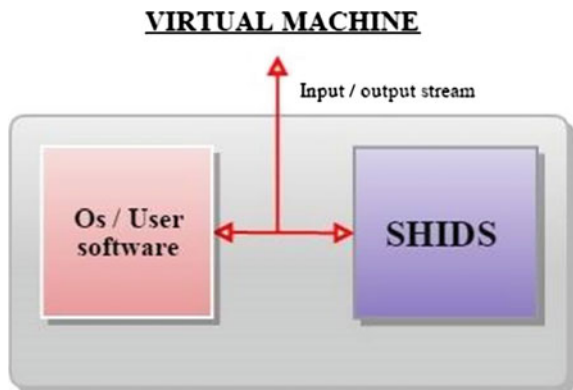 VIRTUAL MACHINE
Input / output stream
Os / User
software
SHIDS